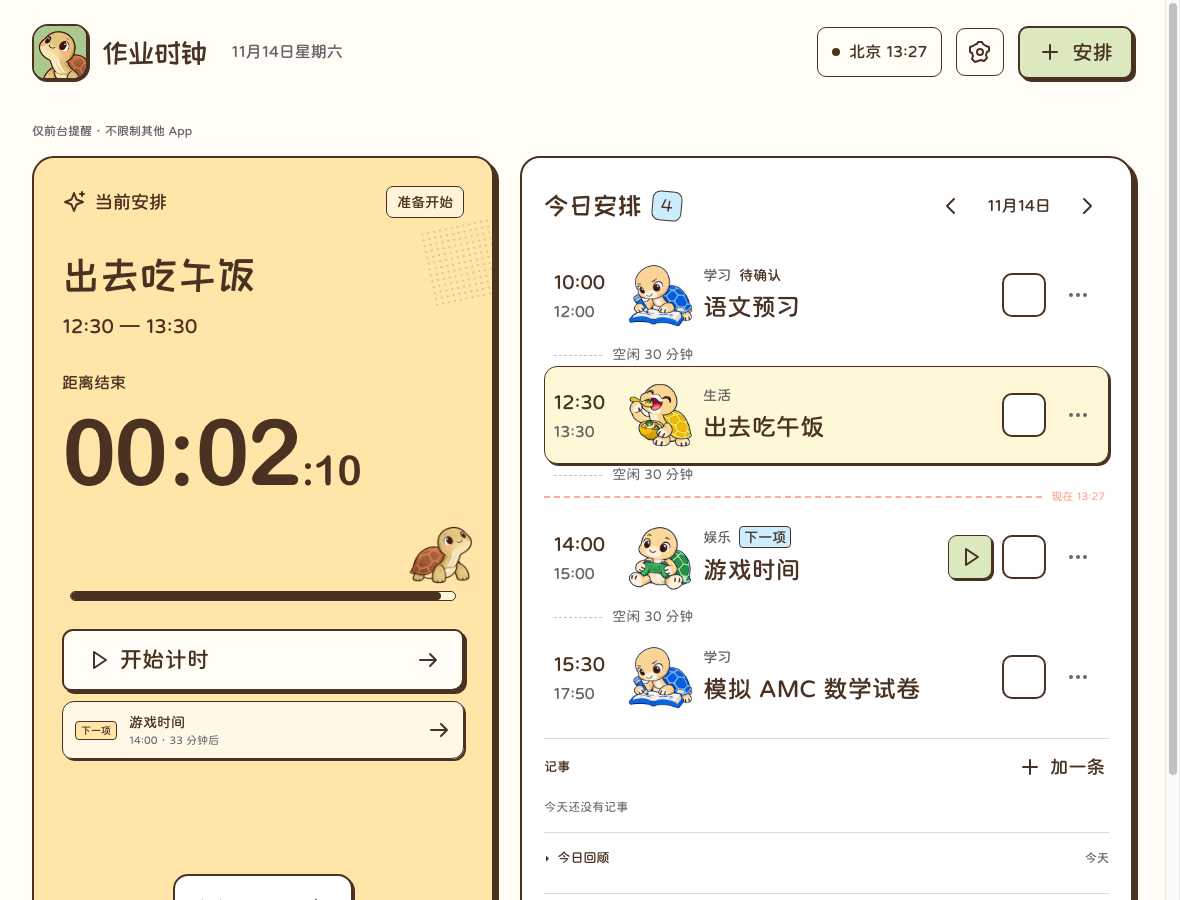 作业时钟
11月14日星期六
北京 13:27
安排
仅前台提醒 · 不限制其他 App
当前安排
准备开始
出去吃午饭
12:30 — 13:30
距离结束
00:02:10
开始计时
下一项
游戏时间
14:00 · 33 分钟后
今日安排 4
11月14日
10:00
12:00
学习 待确认
语文预习
空闲 30 分钟
12:30
13:30
生活
出去吃午饭
空闲 30 分钟
现在 13:27
14:00
15:00
娱乐 下一项
游戏时间
空闲 30 分钟
15:30
17:50
学习
模拟 AMC 数学试卷
记事
加一条
今天还没有记事
今日回顾
今天